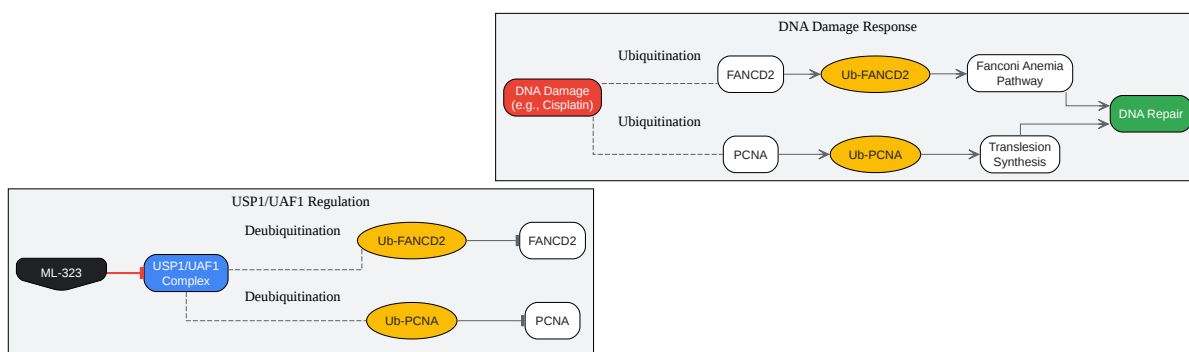 DNA Damage Response
Ubiquitination
FANCD2
Ub-FANCD2
Fanconi Anemia
Pathway
DNA Damage
(e.g., Cisplatin)
DNA Repair
Ubiquitination
PCNA
Ub-PCNA
Translesion
Synthesis
USP1/UAF1 Regulation
Deubiquitination
Ub-FANCD2
FANCD2
ML-323
USP1/UAF1
Complex
Deubiquitination
Ub-PCNA
PCNA